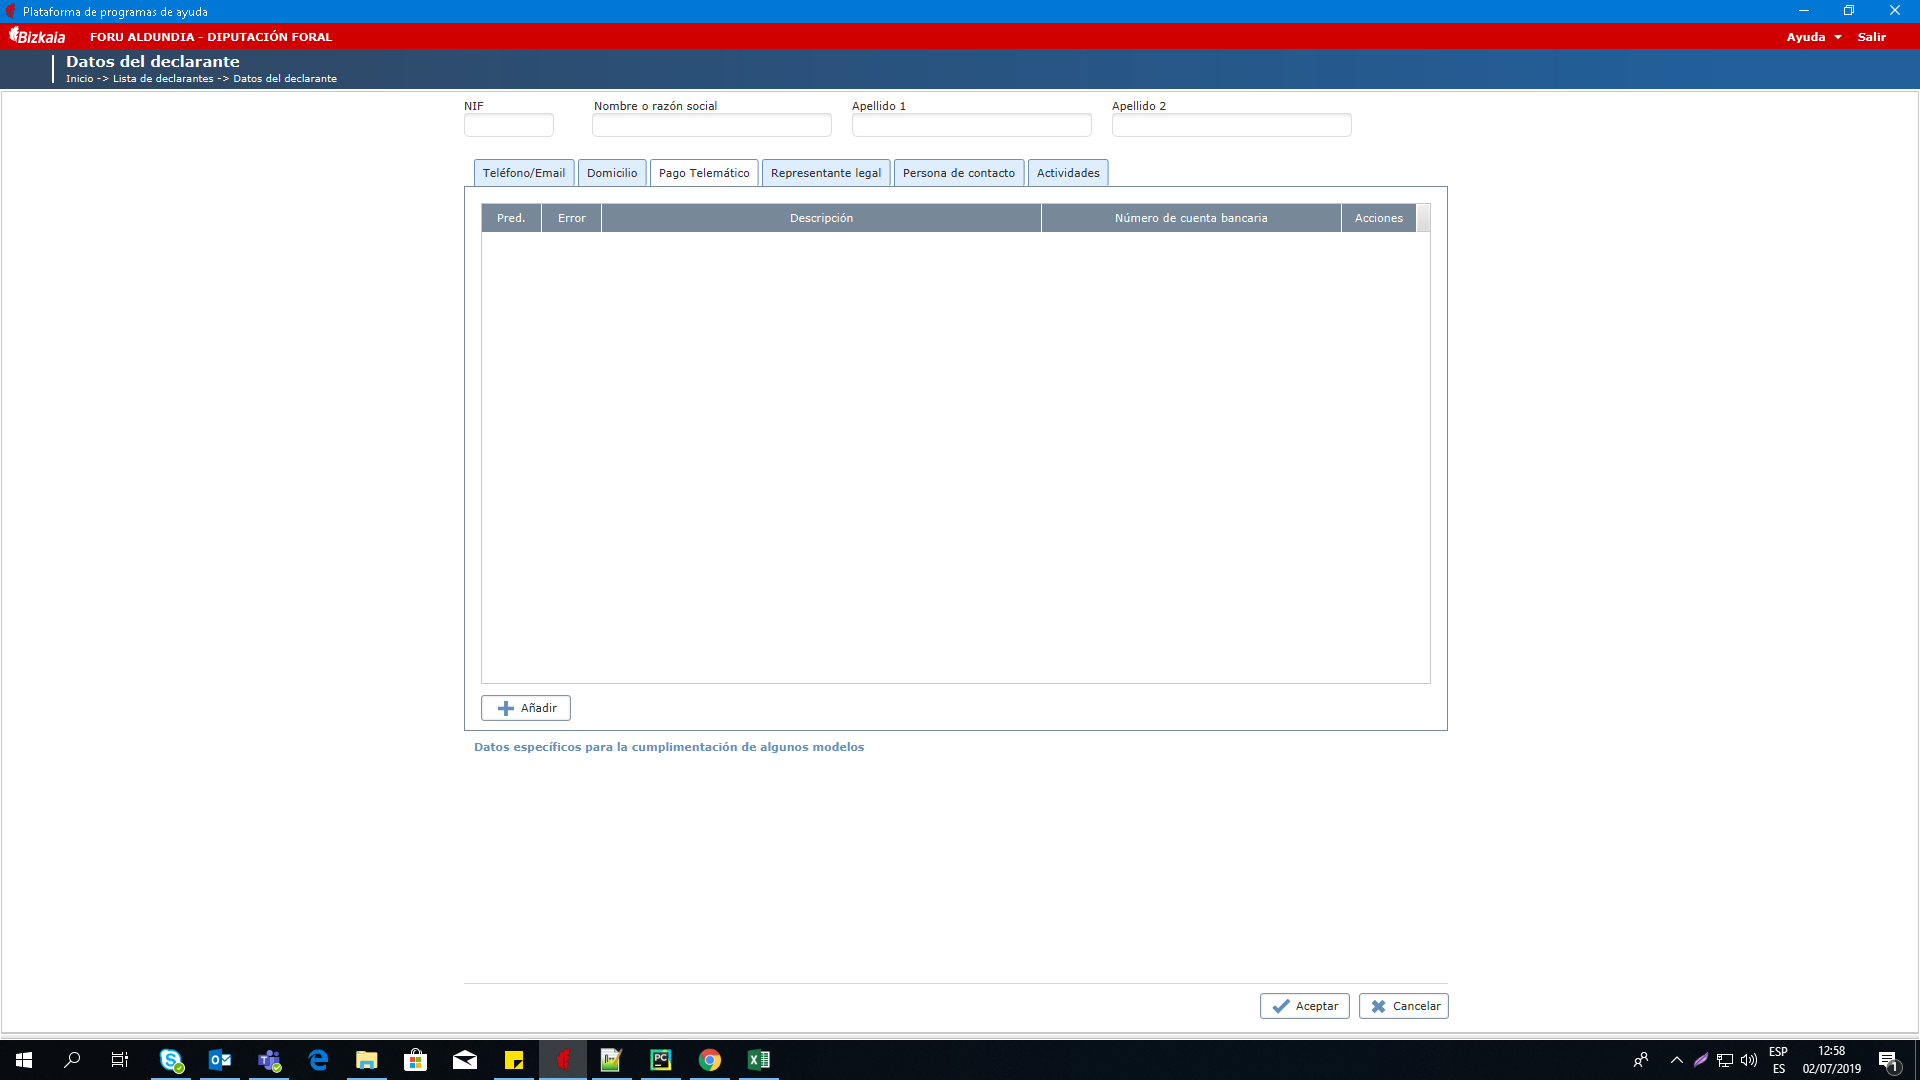 Plataforma de programas de ayuda
Bizkaia FORU ALDUNDIA - DIPUTACIÓN FORAL Ayuda Salir
Datos del declarante
Inicio -> Lista de declarantes -> Datos del declarante
NIF Nombre o razón social Apellido 1 Apellido 2
Teléfono/Email Domicilio Pago Telemático Representante legal Persona de contacto Actividades
Pred. Error Descripción Número de cuenta bancaria Acciones
Añadir
Datos específicos para la cumplimentación de algunos modelos
Aceptar Cancelar
ESP 12:58
ES 02/07/2019 1